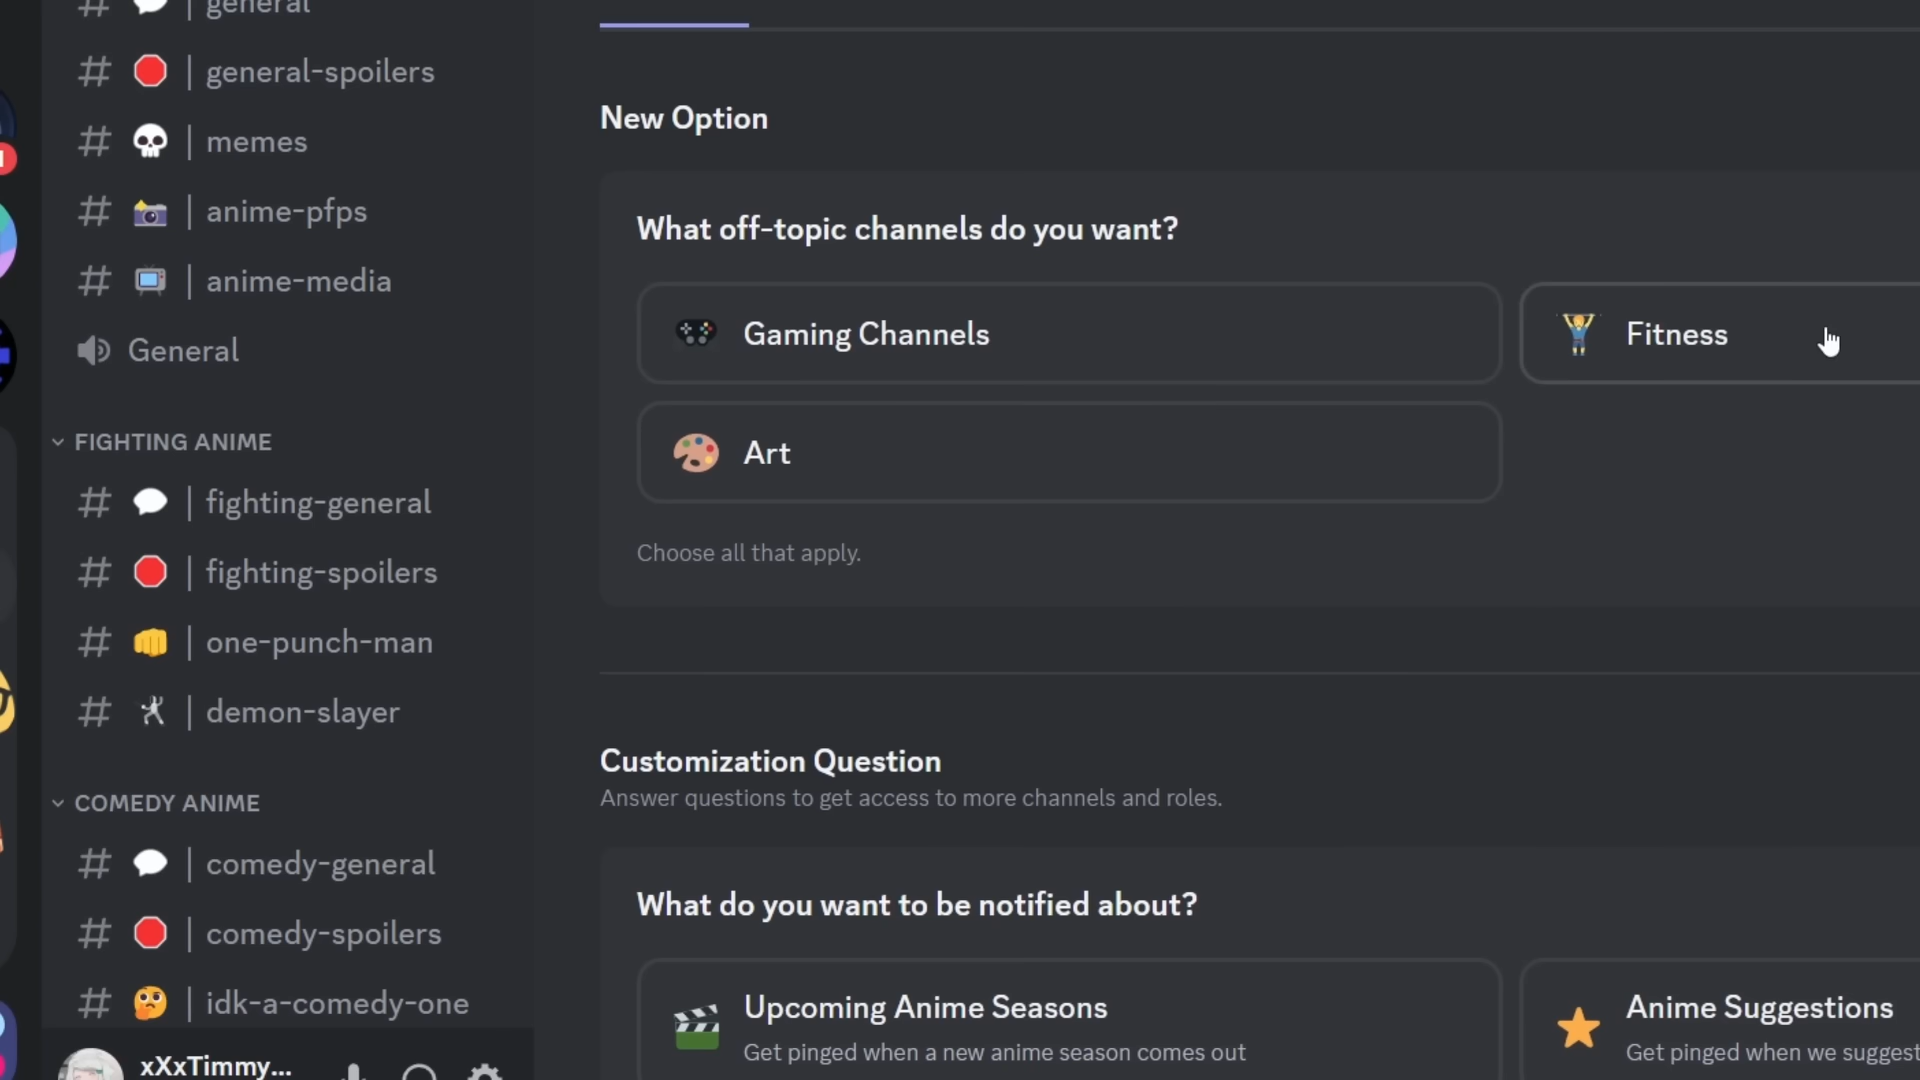 general
general-spoilers
memes
anime-pfps
anime-media
General
FIGHTING ANIME
fighting-general
fighting-spoilers
one-punch-man
demon-slayer
COMEDY ANIME
comedy-general
comedy-spoilers
idk-a-comedy-one
xXxTimmy...
New Option
What off-topic channels do you want?
Gaming Channels
Fitness
Art
Choose all that apply.
Customization Question
Answer questions to get access to more channels and roles.
What do you want to be notified about?
Upcoming Anime Seasons
Get pinged when a new anime season comes out
Anime Suggestions
Get pinged when we suggest